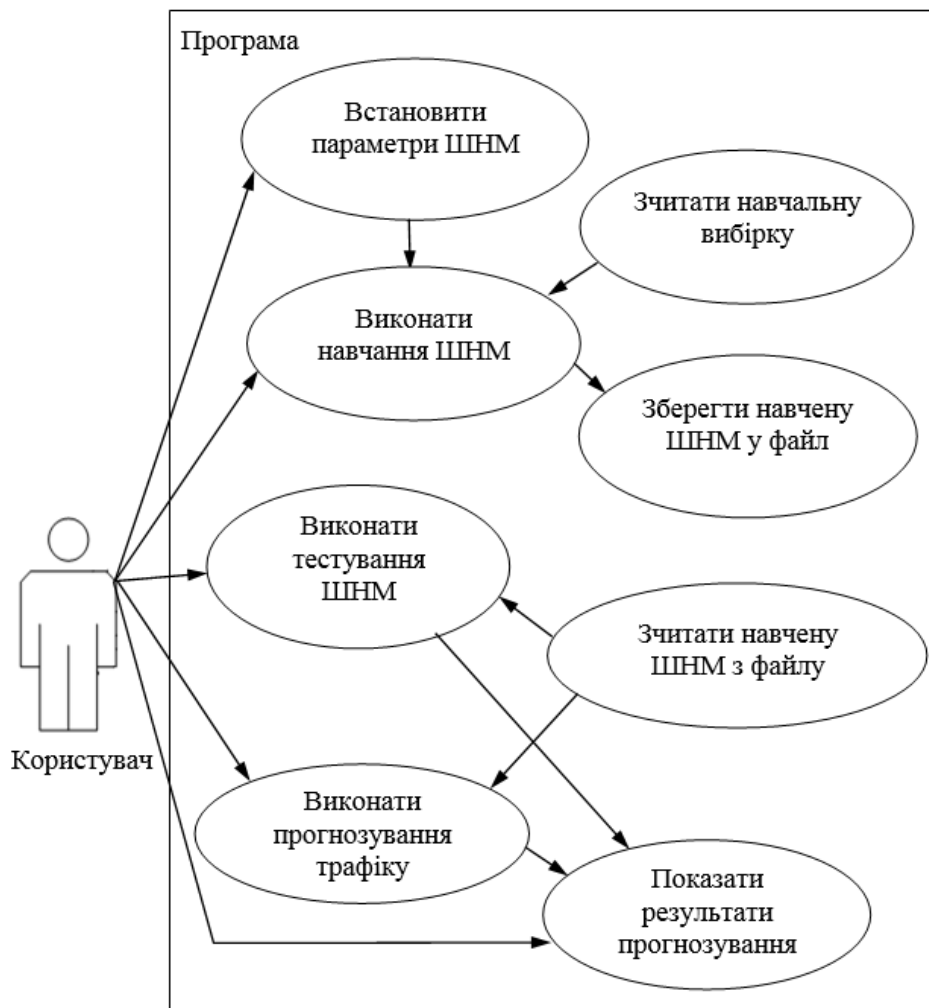 Програма
Встановити
параметри ШНМ
Зчитати навчальну
вибірку
Виконати
навчання ШНМ
Зберегти навчену
ШНМ у файл
Виконати
тестування
ШНМ
Зчитати навчену
ШНМ з файлу
Користувач
Виконати
прогнозування
трафіку
Показати
результати
прогнозування